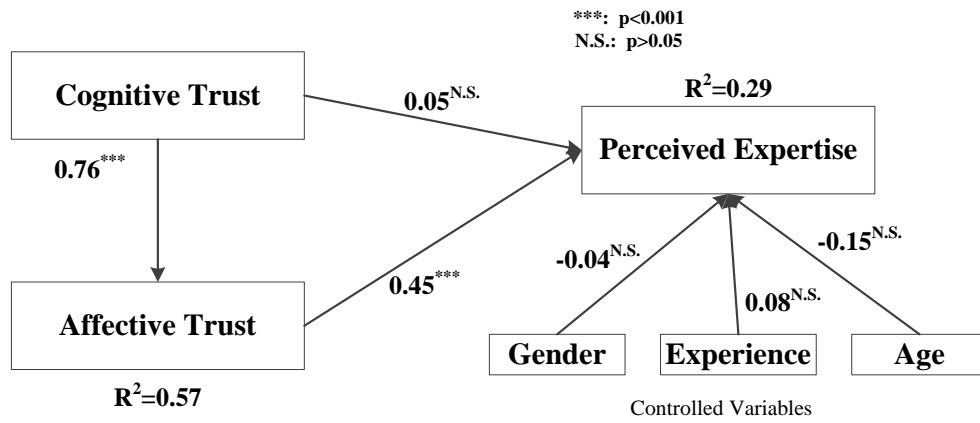 ***: p<0.001
N.S.: p>0.05
Cognitive Trust
0.05N.S.
R2=0.29
Perceived Expertise
0.76***
-0.04N.S.
-0.15N.S.
0.45***
0.08N.S.
Affective Trust
Gender
Experience
Age
R2=0.57
Controlled Variables